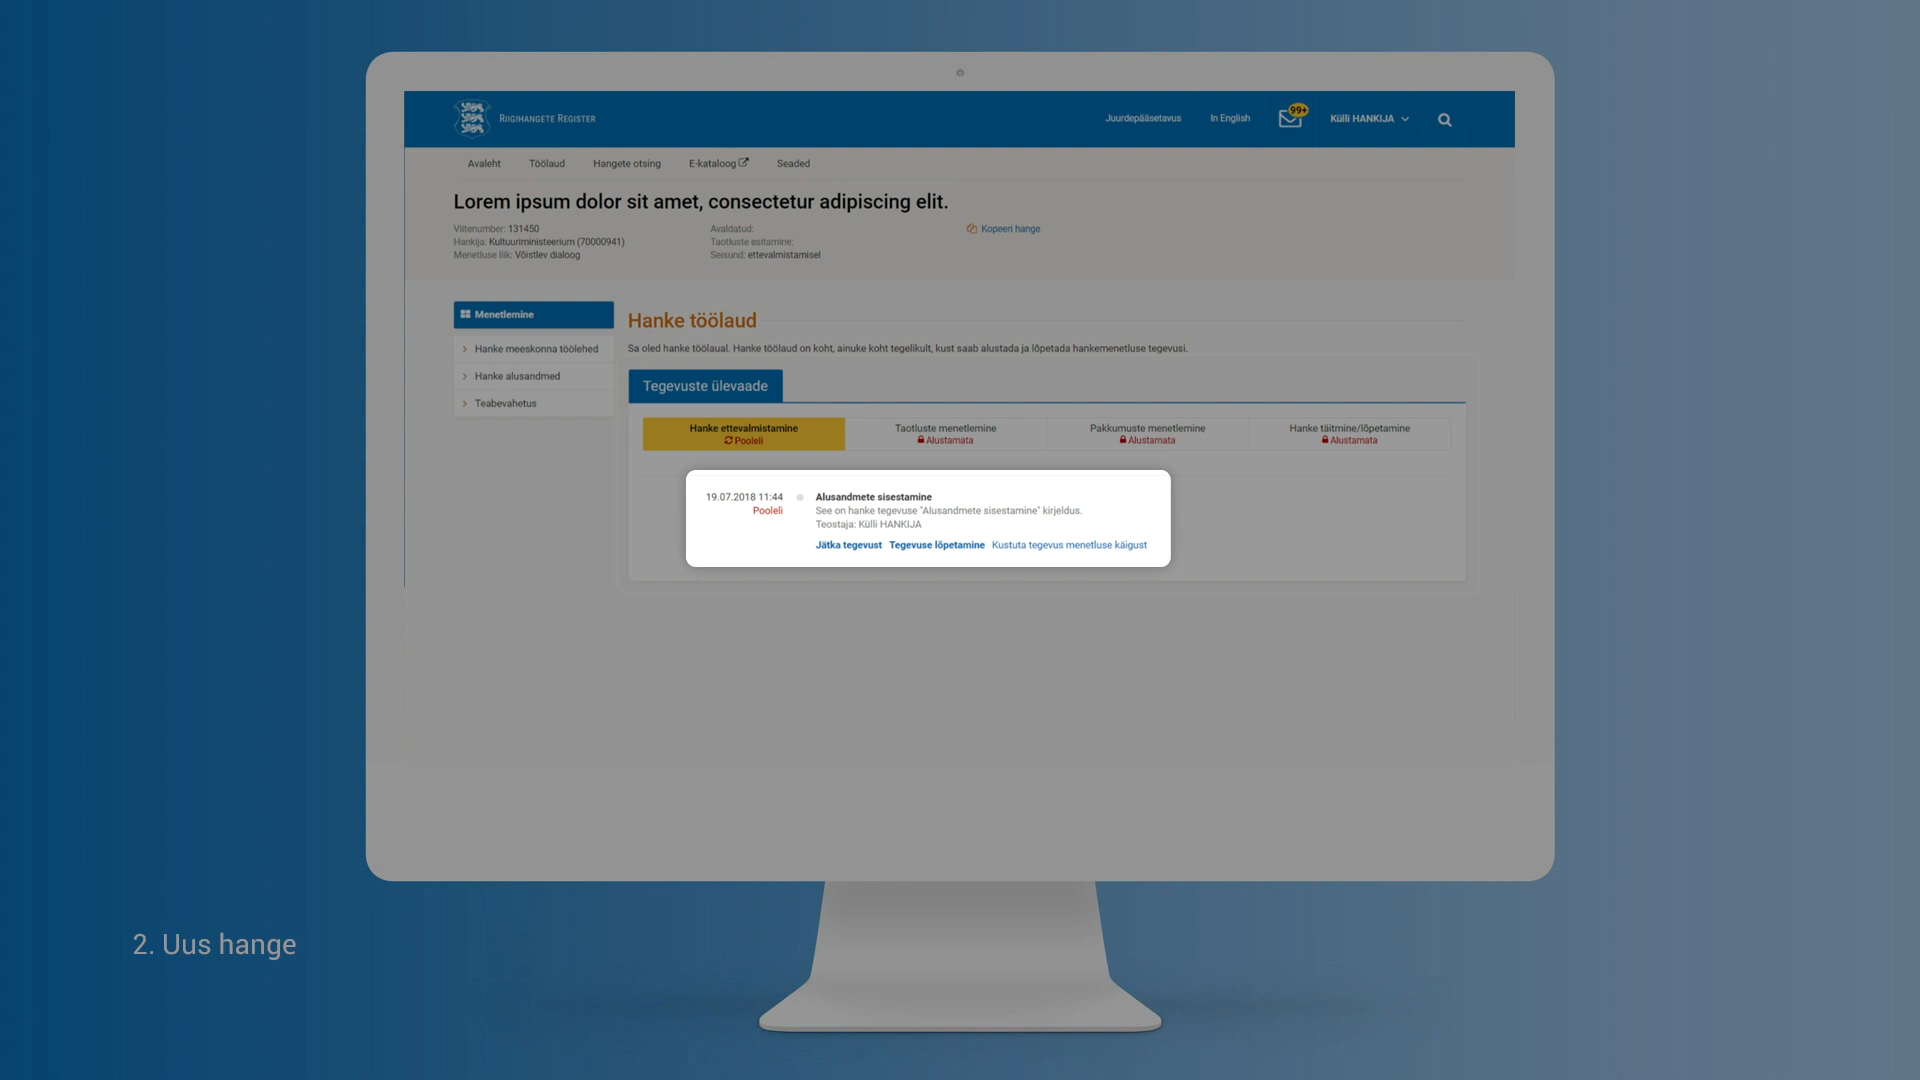 RIIGIHANGETE REGISTER
Juurdepääsetavus
In English
99+
Külli HANKIJA
Avaleht
Töölaud
Hangete otsing
E-kataloog
Seaded
Lorem ipsum dolor sit amet, consectetur adipiscing elit.
Viitenumber: 131450
Hankija: Kultuuriministeerium (70000941)
Menetluse liik: Võistlev dialoog
Avaldatud:
Taotluste esitamine:
Seisund: ettevalmistamisel
Kopeeri hange
Menetlemine
Hanke meeskonna töölehed
Hanke alusandmed
Teabevahetus
Hanke töölaud
Sa oled hanke töölaual. Hanke töölaud on koht, ainuke koht tegelikult, kust saab alustada ja lõpetada hankemenetluse tegevusi.
Tegevuste ülevaade
Hanke ettevalmistamine
Pooleli
Taotluste menetlemine
Alustamata
Pakkumuste menetlemine
Alustamata
Hanke täitmine/lõpetamine
Alustamata
19.07.2018 11:44
Pooleli
Alusandmete sisestamine
See on hanke tegevuse "Alusandmete sisestamine" kirjeldus.
Teostaja: Külli HANKIJA
Jätka tegevust Tegevuse lõpetamine Kustuta tegevus menetluse käigust
2. Uus hange